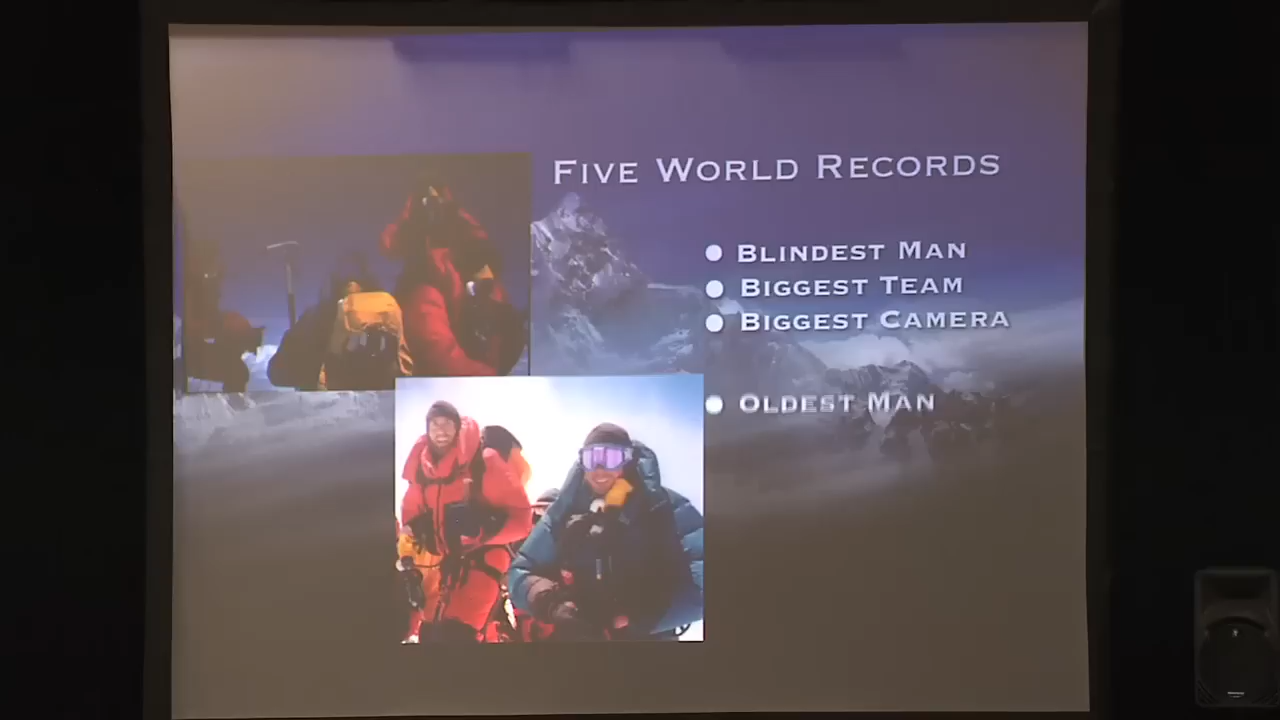 FIVE WORLD RECORDS
BLINDEST MAN
BIGGEST TEAM
BIGGEST CAMERA
OLDEST MAN